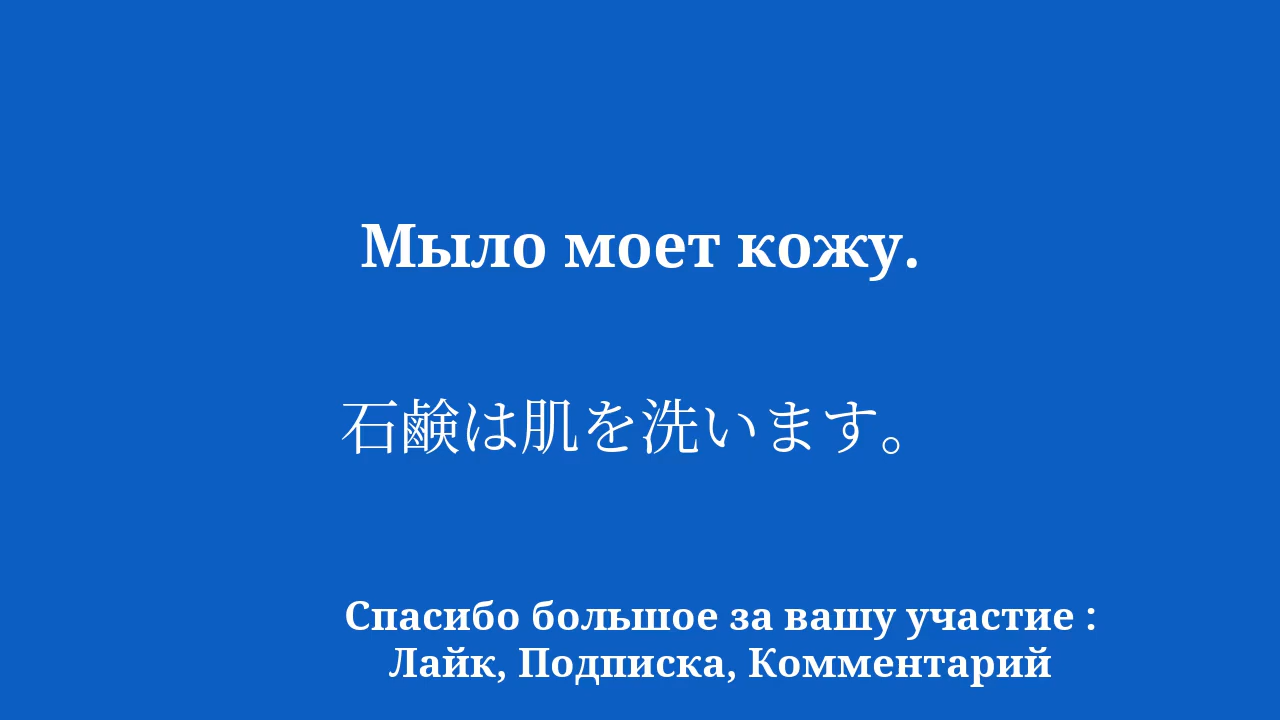 Мыло моет кожу.
石鹸は肌を洗います。
Спасибо большое за вашу участие :
Лайк, Подписка, Комментарий